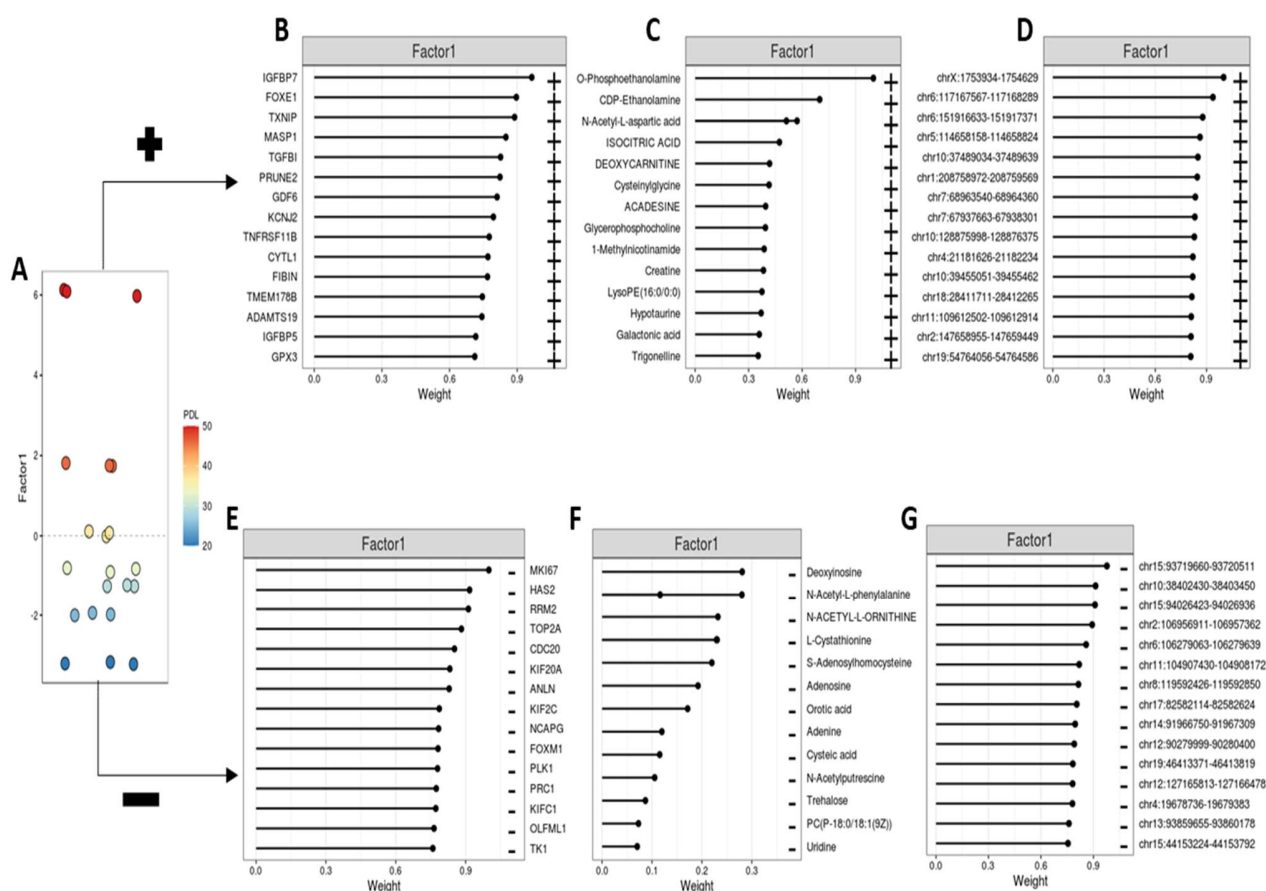 A
Factor1
6
4
2
0
-2
PDL
50
40
30
20
B
Factor1
IGFBP7
FOXE1
TXNIP
MASP1
TGFBI
PRUNE2
GDF6
KCNJ2
TNFRSF11B
CYTL1
FIBIN
TMEM178B
ADAMTS19
IGFBP5
GPX3
0.0 0.3 0.6 0.9
Weight
C
Factor1
O-Phosphoethanolamine
CDP-Ethanolamine
N-Acetyl-L-aspartic acid
ISOCITRIC ACID
DEOXYCARNITINE
Cysteinylglycine
ACADESINE
Glycerophosphocholine
1-Methylnicotinamide
Creatine
LysoPE(16:0/0:0)
Hypotaurine
Galactonic acid
Trigonelline
0.0 0.3 0.6 0.9
Weight
D
Factor1
chrX:1753934-1754629
chr6:117167567-117168289
chr6:151916633-151917371
chr5:114658158-114658824
chr10:37489034-37489639
chr1:208758972-208759569
chr7:68963540-68964360
chr7:67937663-67938301
chr10:128875998-128876375
chr4:21181626-21182234
chr10:39455051-39455462
chr18:28411711-28412265
chr11:109612502-109612914
chr2:147658955-147659449
chr19:54764056-54764586
0.0 0.3 0.6 0.9
Weight
E
Factor1
MKI67
HAS2
RRM2
TOP2A
CDC20
KIF20A
ANLN
KIF2C
NCAPG
FOXM1
PLK1
PRC1
KIFC1
OLFML1
TK1
0.0 0.3 0.6 0.9
Weight
F
Factor1
Deoxyinosine
N-Acetyl-L-phenylalanine
N-ACETYL-L-ORNITHINE
L-Cystathionine
S-Adenosylhomocysteine
Adenosine
Orotic acid
Adenine
Cysteic acid
N-Acetylputrescine
Trehalose
PC(P-18:0/18:1(9Z))
Uridine
0.0 0.1 0.2 0.3
Weight
G
Factor1
chr15:93719660-93720511
chr10:38402430-38403450
chr15:94026423-94026936
chr2:106956911-106957362
chr6:106279063-106279639
chr11:104907430-104908172
chr8:119592426-119592850
chr17:82582114-82582624
chr14:91966750-91967309
chr12:90279999-90280400
chr19:46413371-46413819
chr12:127165813-127166478
chr4:19678736-19679383
chr13:93859655-93860178
chr15:44153224-44153792
0.0 0.3 0.6 0.9
Weight